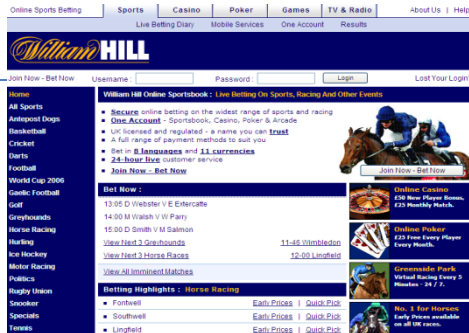 Online Sports Betting
Sports Casino Poker Games TV & Radio
About Us | Help
Live Betting Diary Mobile Services One Account Results
William HILL
Join Now - Bet Now Username : Password : Login Lost Your Login
Home
All Sports
Antepost Dogs
Basketball
Cricket
Darts
Football
World Cup 2006
Gaelic Football
Golf
Greyhounds
Horse Racing
Hurling
Ice Hockey
Motor Racing
Politics
Rugby Union
Snooker
Specials
Tennis
William Hill Online Sportsbook : Live Betting On Sports, Racing And Other Events
Secure online betting on the widest range of sports and racing
One Account - Sportsbook, Casino, Poker & Arcade
UK licensed and regulated - a name you can trust
A full range of payment methods to suit you
Bet in 8 languages and 11 currencies
24-hour live customer service
Join Now - Bet Now
Join Now - Bet Now
Bet Now :
13:05 D Webster V E Extercatte
14:00 M Walsh V W Parry
15:00 D Smith V M Salmon
View Next 3 Greyhounds 11-46 Wimbledon
View Next 3 Horse Races 12-00 Lingfield
View All Imminent Matches
Betting Highlights : Horse Racing
Fontwell Early Prices | Quick Pick
Southwell Early Prices | Quick Pick
Lingfield Early Prices | Quick Pick
Online Casino
£50 New Player Bonus,
£25 Monthly Match.
Online Poker
£25 Free Every Player
Every Month.
Greenside Park
Virtual Racing Every 5
Minutes - 24 / 7.
No. 1 for Horses
Early Prices available
on all UK races.